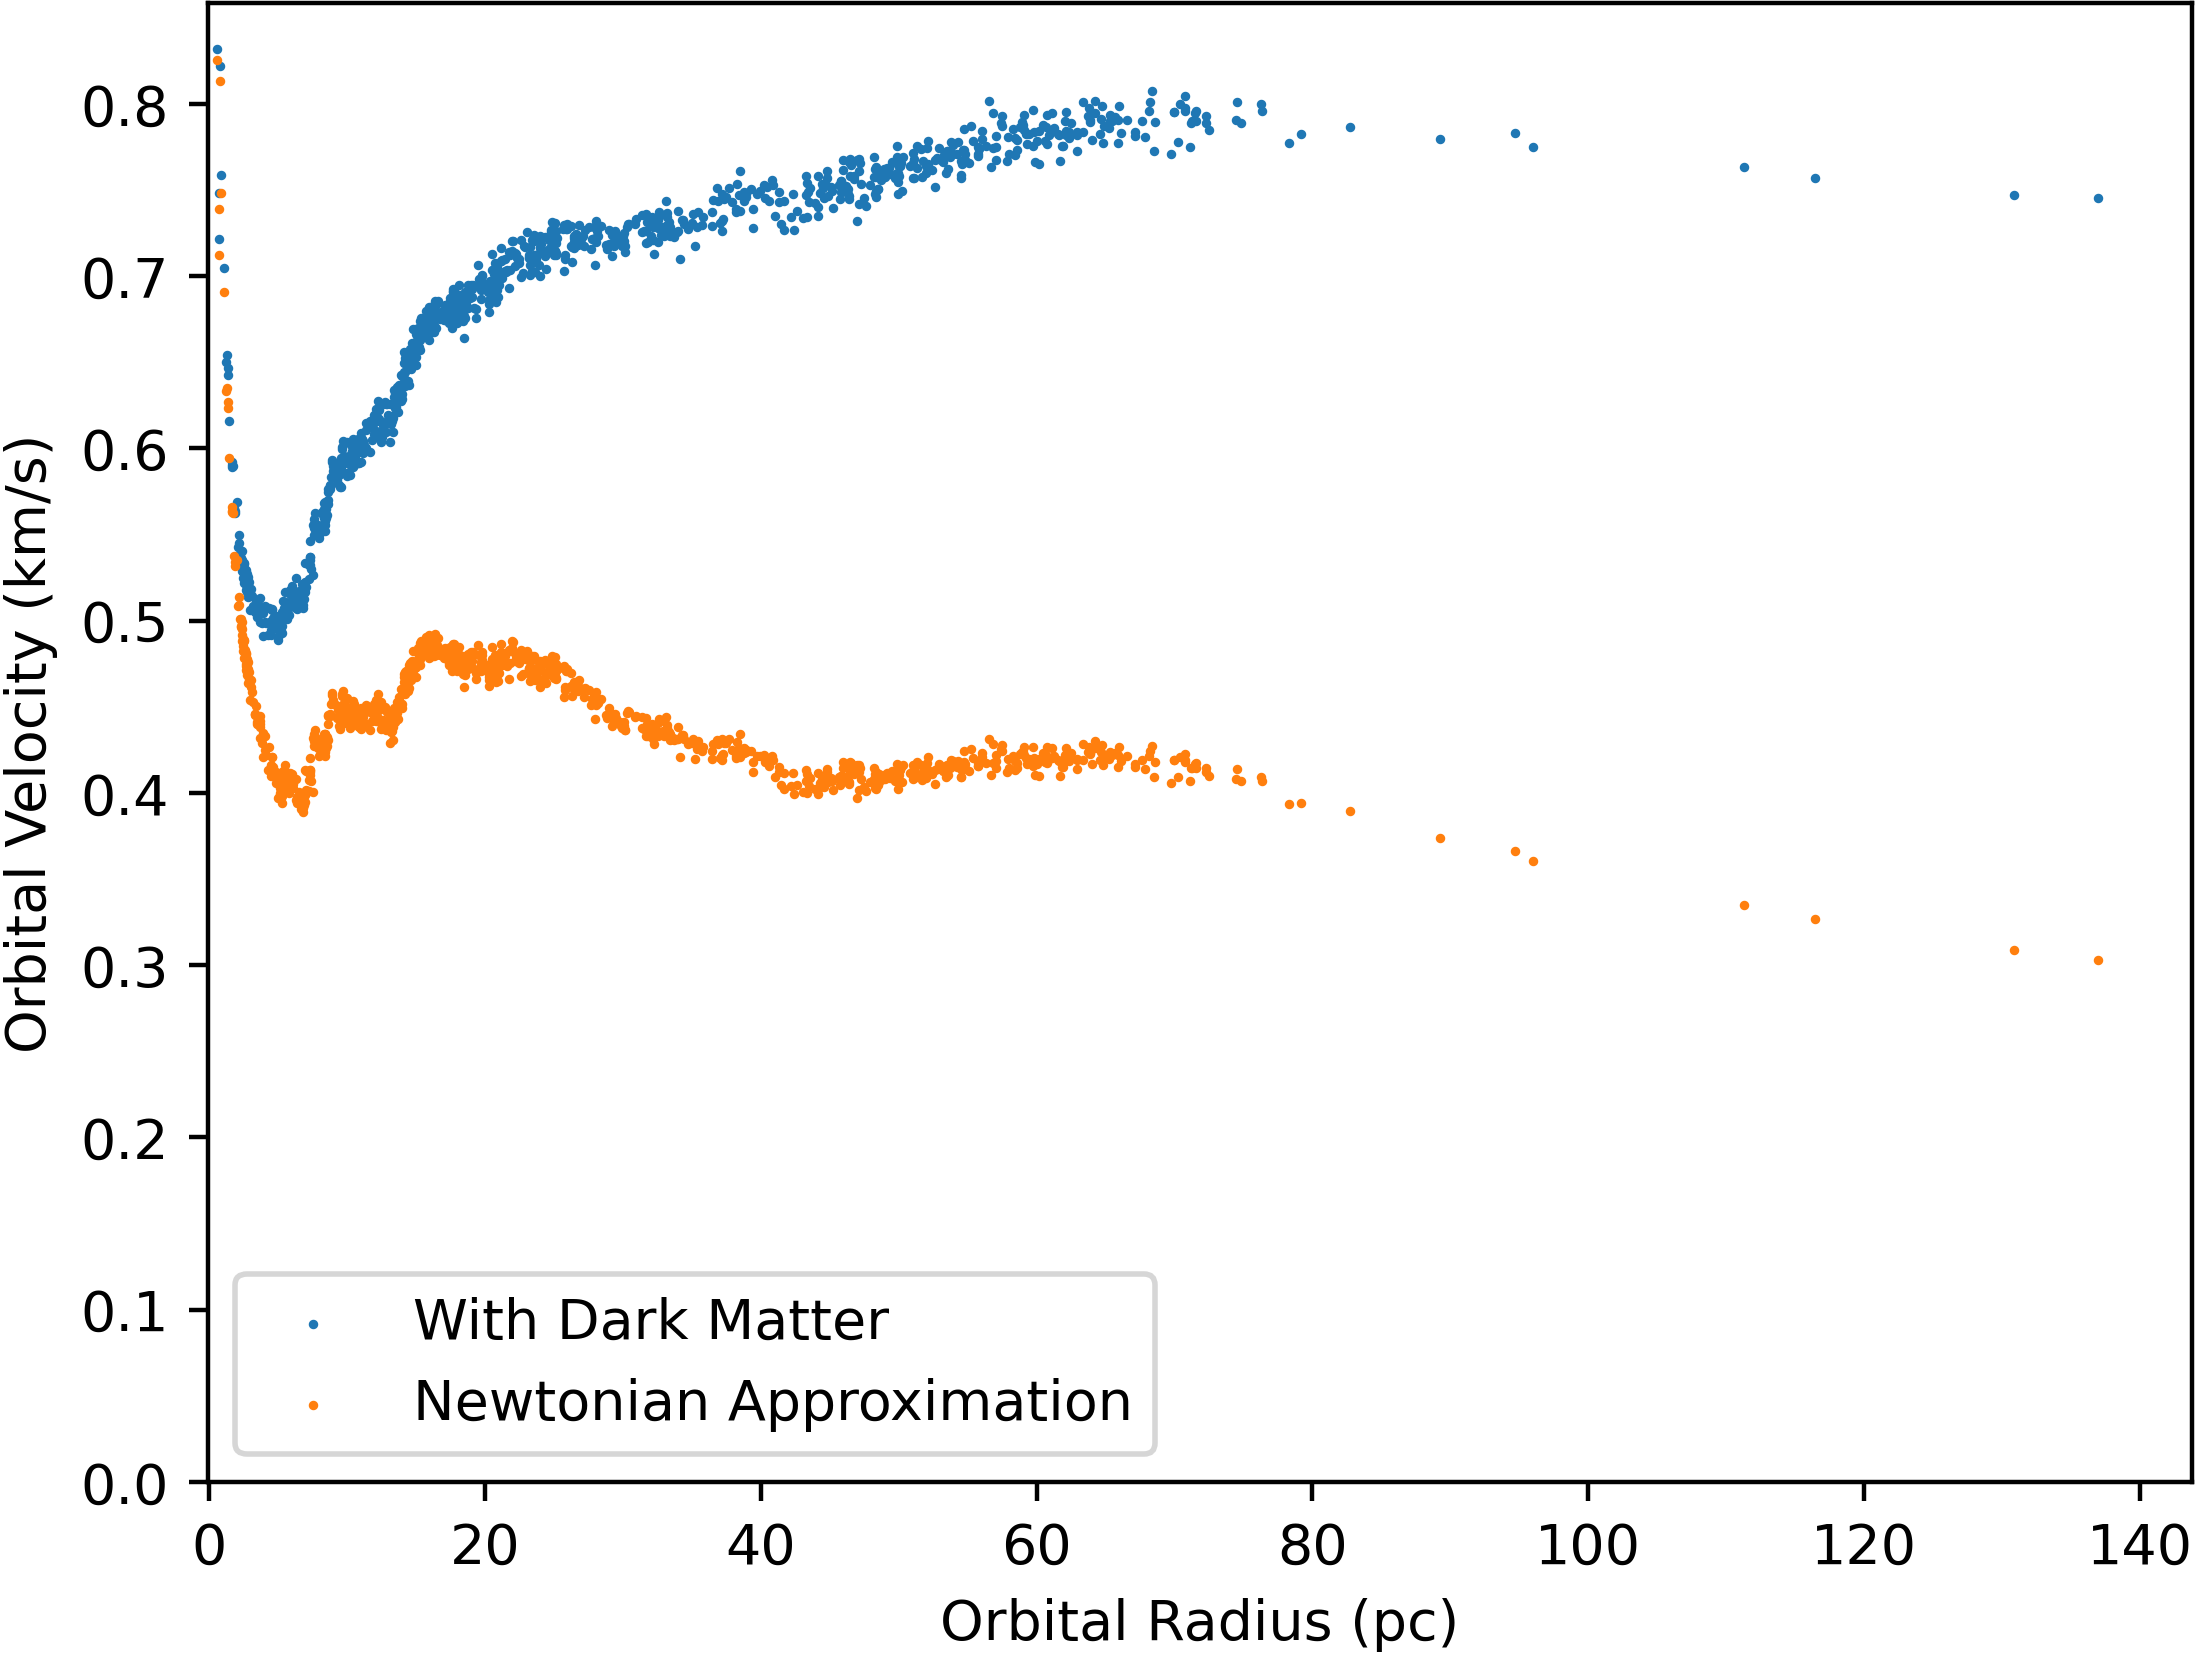 0.8
0.7
0.6
0.5
0.4
0.3
0.2
0.1
0.0
Orbital Velocity (km/s)
With Dark Matter
Newtonian Approximation
0 20 40 60 80 100 120 140
Orbital Radius (pc)